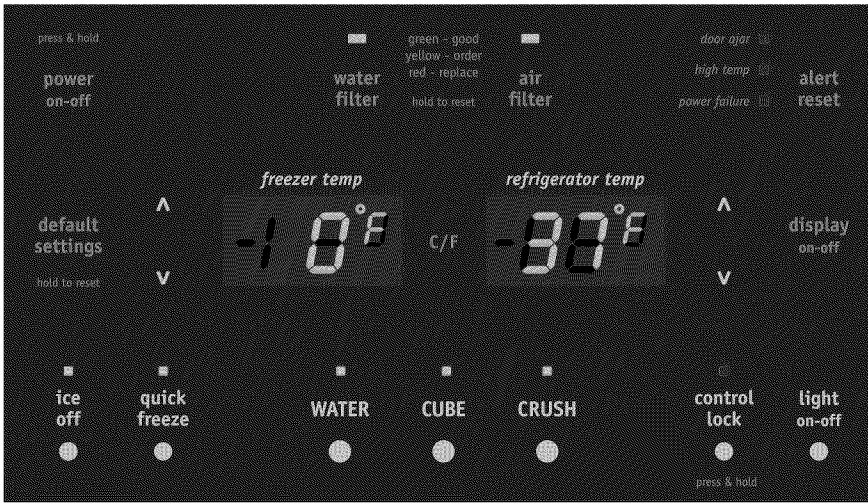 press & hold
power
on-off
water
filter
green - good
yellow - order
red - replace
hold to reset
air
filter
door ajar
high temp
power failure
alert
reset
default
settings
hold to reset
freezer temp
0°F
C/F
refrigerator temp
37°F
display
on-off
ice
off
quick
freeze
WATER
CUBE
CRUSH
control
lock
press & hold
light
on-off